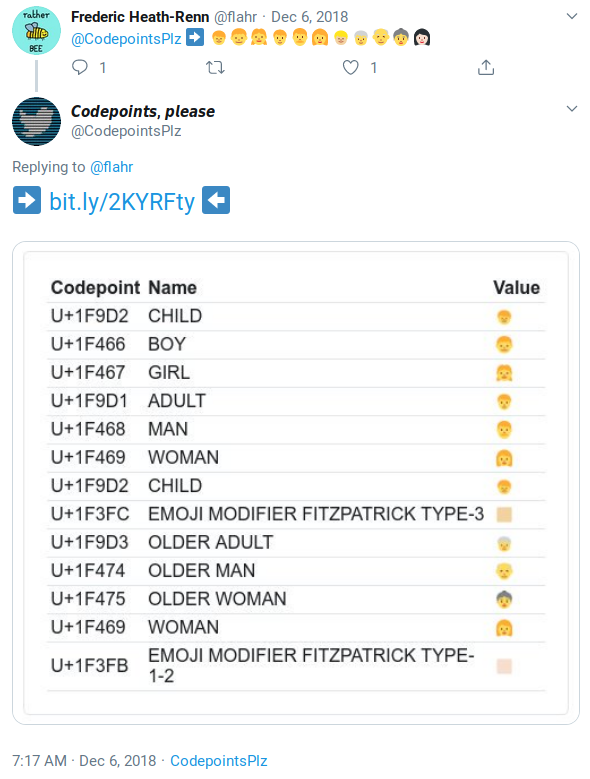 rather
BEE
Frederic Heath-Renn @flahr · Dec 6, 2018
@CodepointsPlz ➡️ 🧒👦👧🧑👨👩🧒🏼🧓👴👵👩🏻
1 1
Codepoints, please
@CodepointsPlz
Replying to @flahr
➡️ bit.ly/2KYRFty ⬅️
Codepoint Name Value
U+1F9D2 CHILD 🧒
U+1F466 BOY 👦
U+1F467 GIRL 👧
U+1F9D1 ADULT 🧑
U+1F468 MAN 👨
U+1F469 WOMAN 👩
U+1F9D2 CHILD 🧒
U+1F3FC EMOJI MODIFIER FITZPATRICK TYPE-3 🏼
U+1F9D3 OLDER ADULT 🧓
U+1F474 OLDER MAN 👴
U+1F475 OLDER WOMAN 👵
U+1F469 WOMAN 👩
U+1F3FB EMOJI MODIFIER FITZPATRICK TYPE-
1-2 🏻
7:17 AM · Dec 6, 2018 · CodepointsPlz